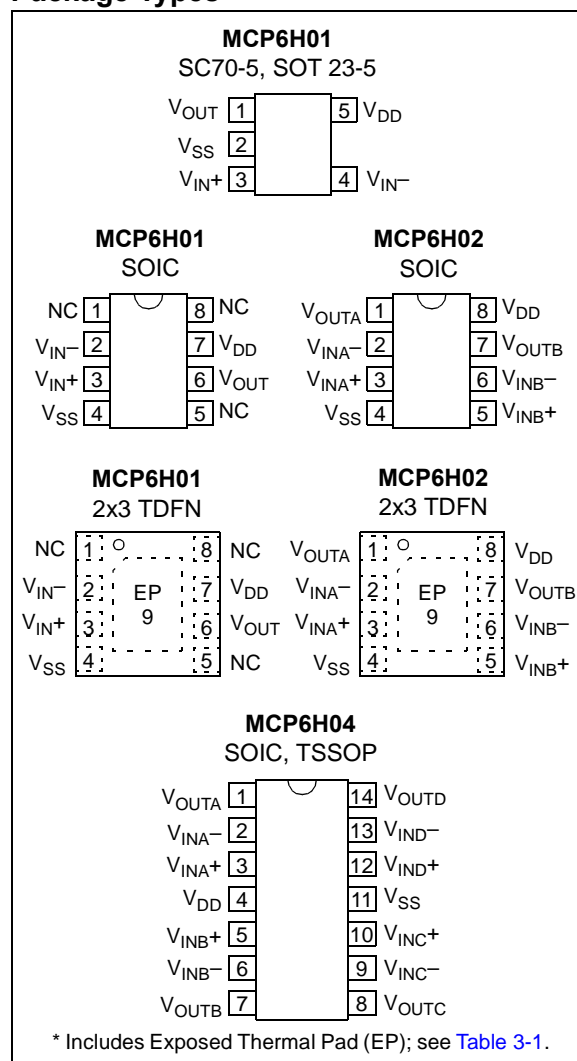 Package Types
MCP6H01
SC70-5, SOT 23-5
VOUT 1 5 VDD
VSS 2
VIN+ 3 4 VIN–
MCP6H01 MCP6H02
SOIC SOIC
NC 1 8 NC VOUTA 1 8 VDD
VIN– 2 7 VDD VINA– 2 7 VOUTB
VIN+ 3 6 VOUT VINA+ 3 6 VINB–
VSS 4 5 NC VSS 4 5 VINB+
MCP6H01 MCP6H02
2x3 TDFN 2x3 TDFN
NC 1 8 NC VOUTA 1 8 VDD
VIN– 2 EP 7 VDD VINA– 2 EP 7 VOUTB
VIN+ 3 9 6 VOUT VINA+ 3 9 6 VINB–
VSS 4 5 NC VSS 4 5 VINB+
MCP6H04
SOIC, TSSOP
VOUTA 1 14 VOUTD
VINA– 2 13 VIND–
VINA+ 3 12 VIND+
VDD 4 11 VSS
VINB+ 5 10 VINC+
VINB– 6 9 VINC–
VOUTB 7 8 VOUTC
* Includes Exposed Thermal Pad (EP); see Table 3-1.